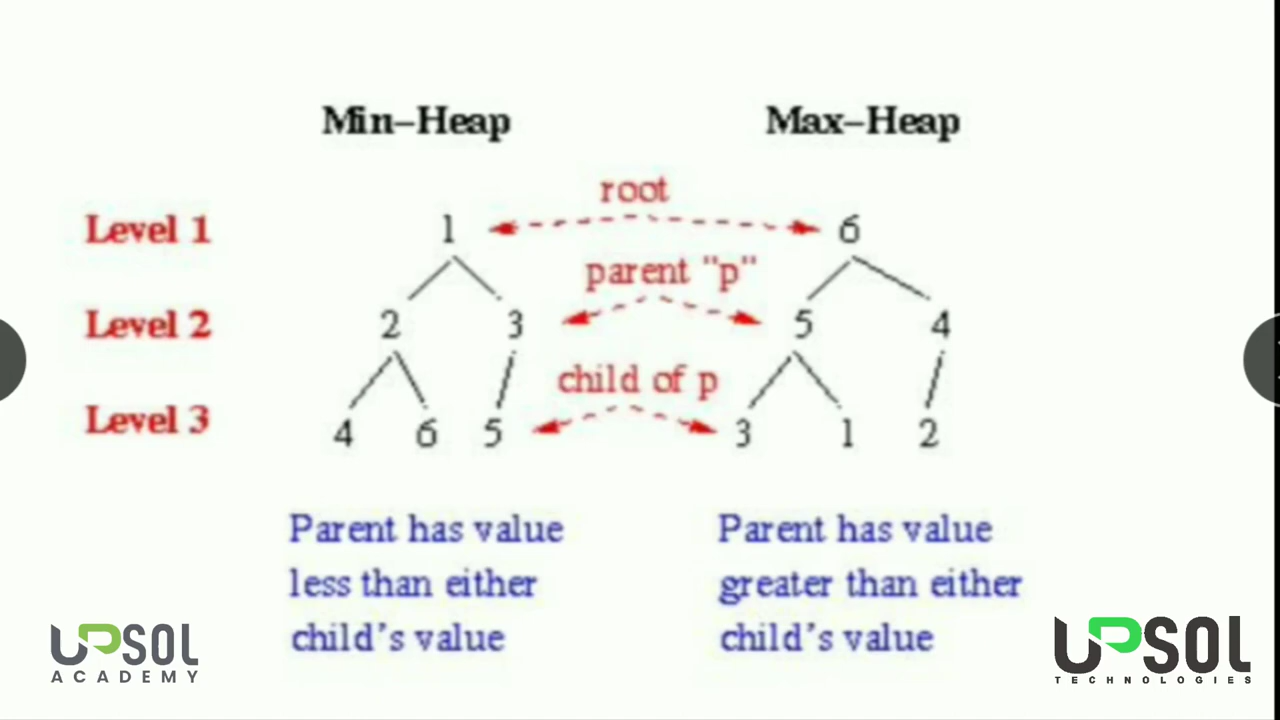 Min–Heap Max–Heap
root
Level 1 1 6
parent "p"
Level 2 2 3 5 4
child of p
Level 3 4 6 5 3 1 2
Parent has value
less than either
child's value
Parent has value
greater than either
child's value
UPSOL
ACADEMY
UPSOL
TECHNOLOGIES